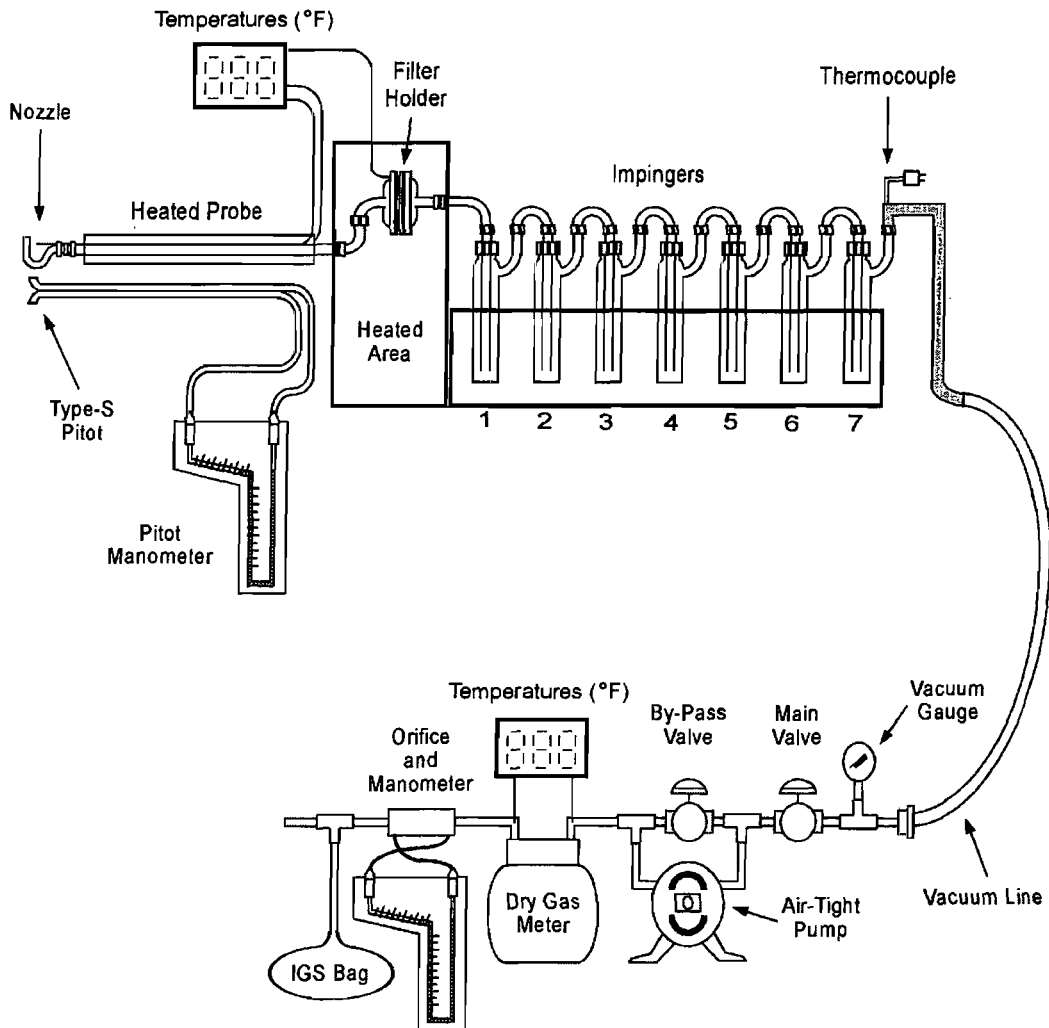 Temperatures (°F)
Filter
Holder
Thermocouple
Nozzle
Impingers
Heated Probe
Heated
Area
1 2 3 4 5 6 7
Type-S
Pitot
Pitot
Manometer
Temperatures (°F)
Vacuum
Gauge
By-Pass
Valve
Main
Valve
Orifice
and
Manometer
Dry Gas
Meter
Vacuum Line
Air-Tight
Pump
IGS Bag